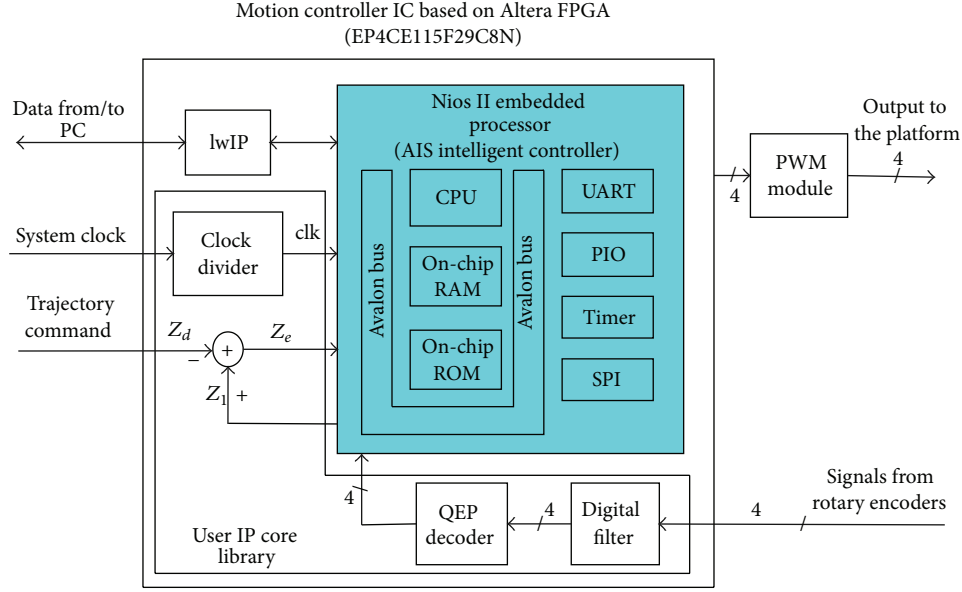 Motion controller IC based on Altera FPGA
(EP4CE115F29C8N)
Data from/to
PC
lwIP
Nios II embedded
processor
(AIS intelligent controller)
Output to
the platform
4
4
PWM
module
CPU
UART
System clock
Clock
divider
clk
Avalon bus
Avalon bus
On-chip
RAM
PIO
Trajectory
command
Z_d
−
+
Z_e
Timer
On-chip
ROM
Z_1
+
SPI
4
QEP
decoder
4
Digital
filter
4
Signals from
rotary encoders
User IP core
library